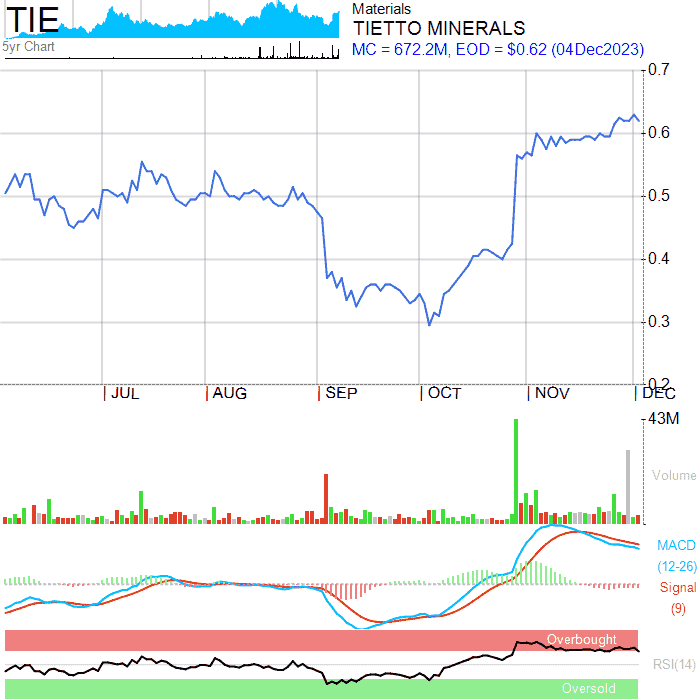 TIE
5yr Chart
Materials
TIETTO MINERALS
MC = 672.2M, EOD = $0.62 (04Dec2023)
0.7
0.6
0.5
0.4
0.3
0.2
JUL AUG SEP OCT NOV DEC
43M
Volume
MACD
(12-26)
Signal
(9)
Overbought
RSI(14)
Oversold